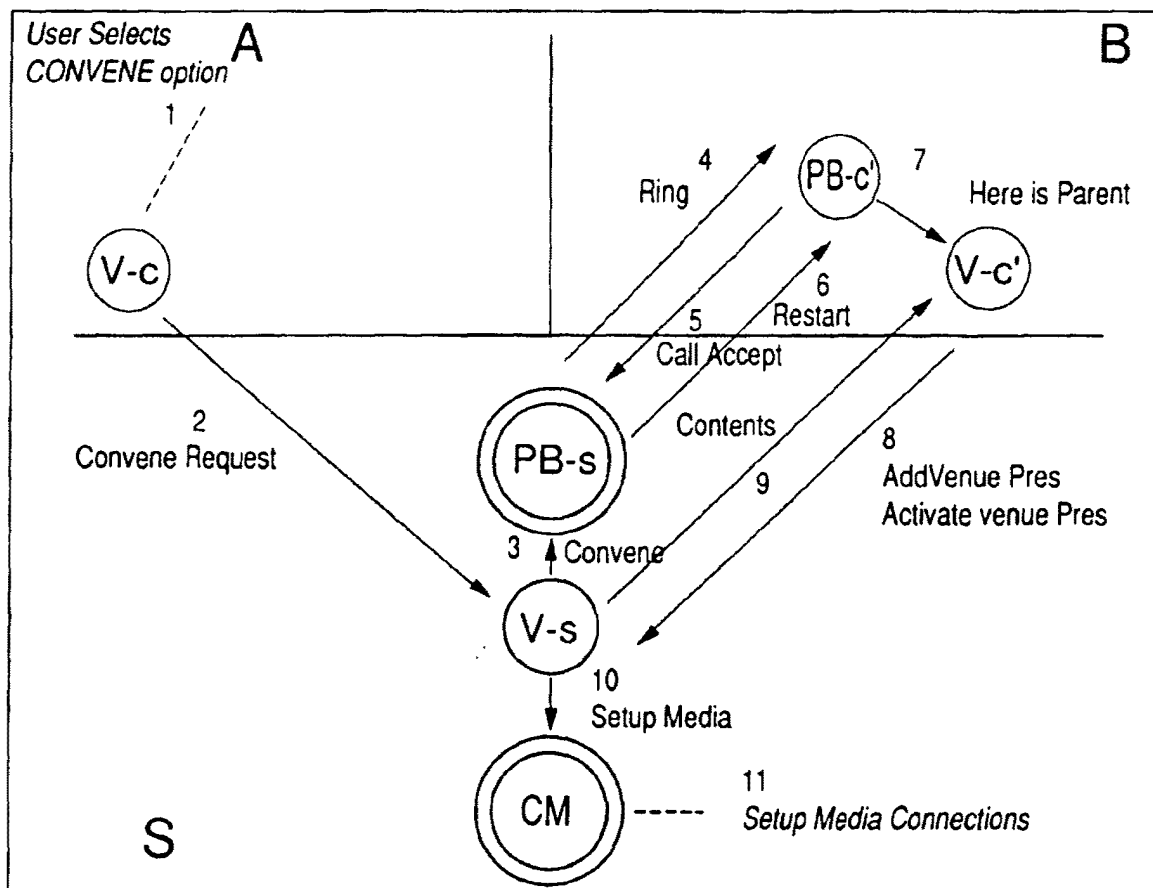 User Selects
CONVENE option
A
B
1
4
Ring
PB-c'
7
Here is Parent
V-c
V-c'
6
Restart
5
Call Accept
2
Convene Request
PB-s
Contents
9
8
AddVenue Pres
Activate venue Pres
3
Convene
V-s
10
Setup Media
CM
11
Setup Media Connections
S